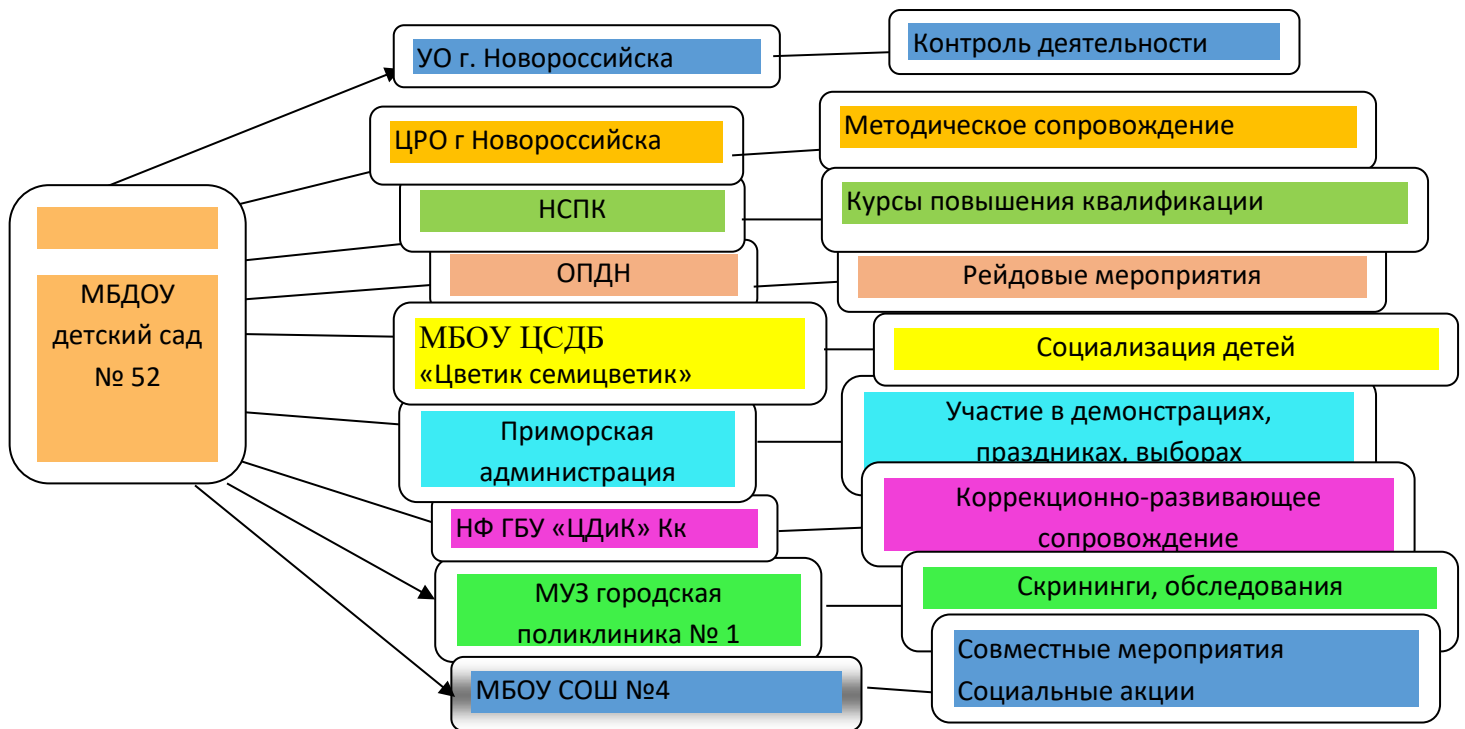 УО г. Новороссийска
Контроль деятельности
ЦРО г Новороссийска
Методическое сопровождение
НСПК
Курсы повышения квалификации
ОПДН
Рейдовые мероприятия
МБДОУ
детский сад
№ 52
МБОУ ЦСДБ
«Цветик семицветик»
Социализация детей
Приморская
администрация
Участие в демонстрациях,
праздниках, выборах
НФ ГБУ «ЦДиК» Кк
Коррекционно-развивающее
сопровождение
МУЗ городская
поликлиника № 1
Скрининги, обследования
МБОУ СОШ №4
Совместные мероприятия
Социальные акции